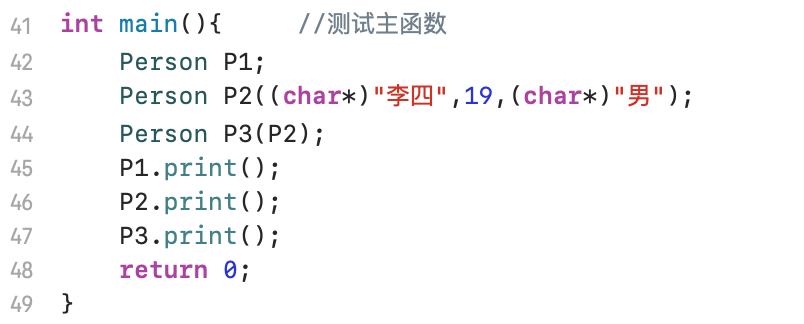 41 int main(){ //测试主函数
42 Person P1;
43 Person P2((char*)"李四",19,(char*)"男");
44 Person P3(P2);
45 P1.print();
46 P2.print();
47 P3.print();
48 return 0;
49 }